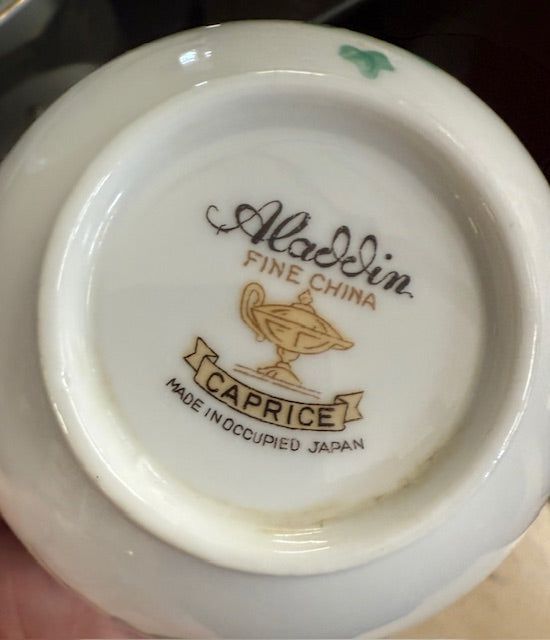 Aladdin
FINE CHINA
CAPRICE
MADE IN OCCUPIED JAPAN